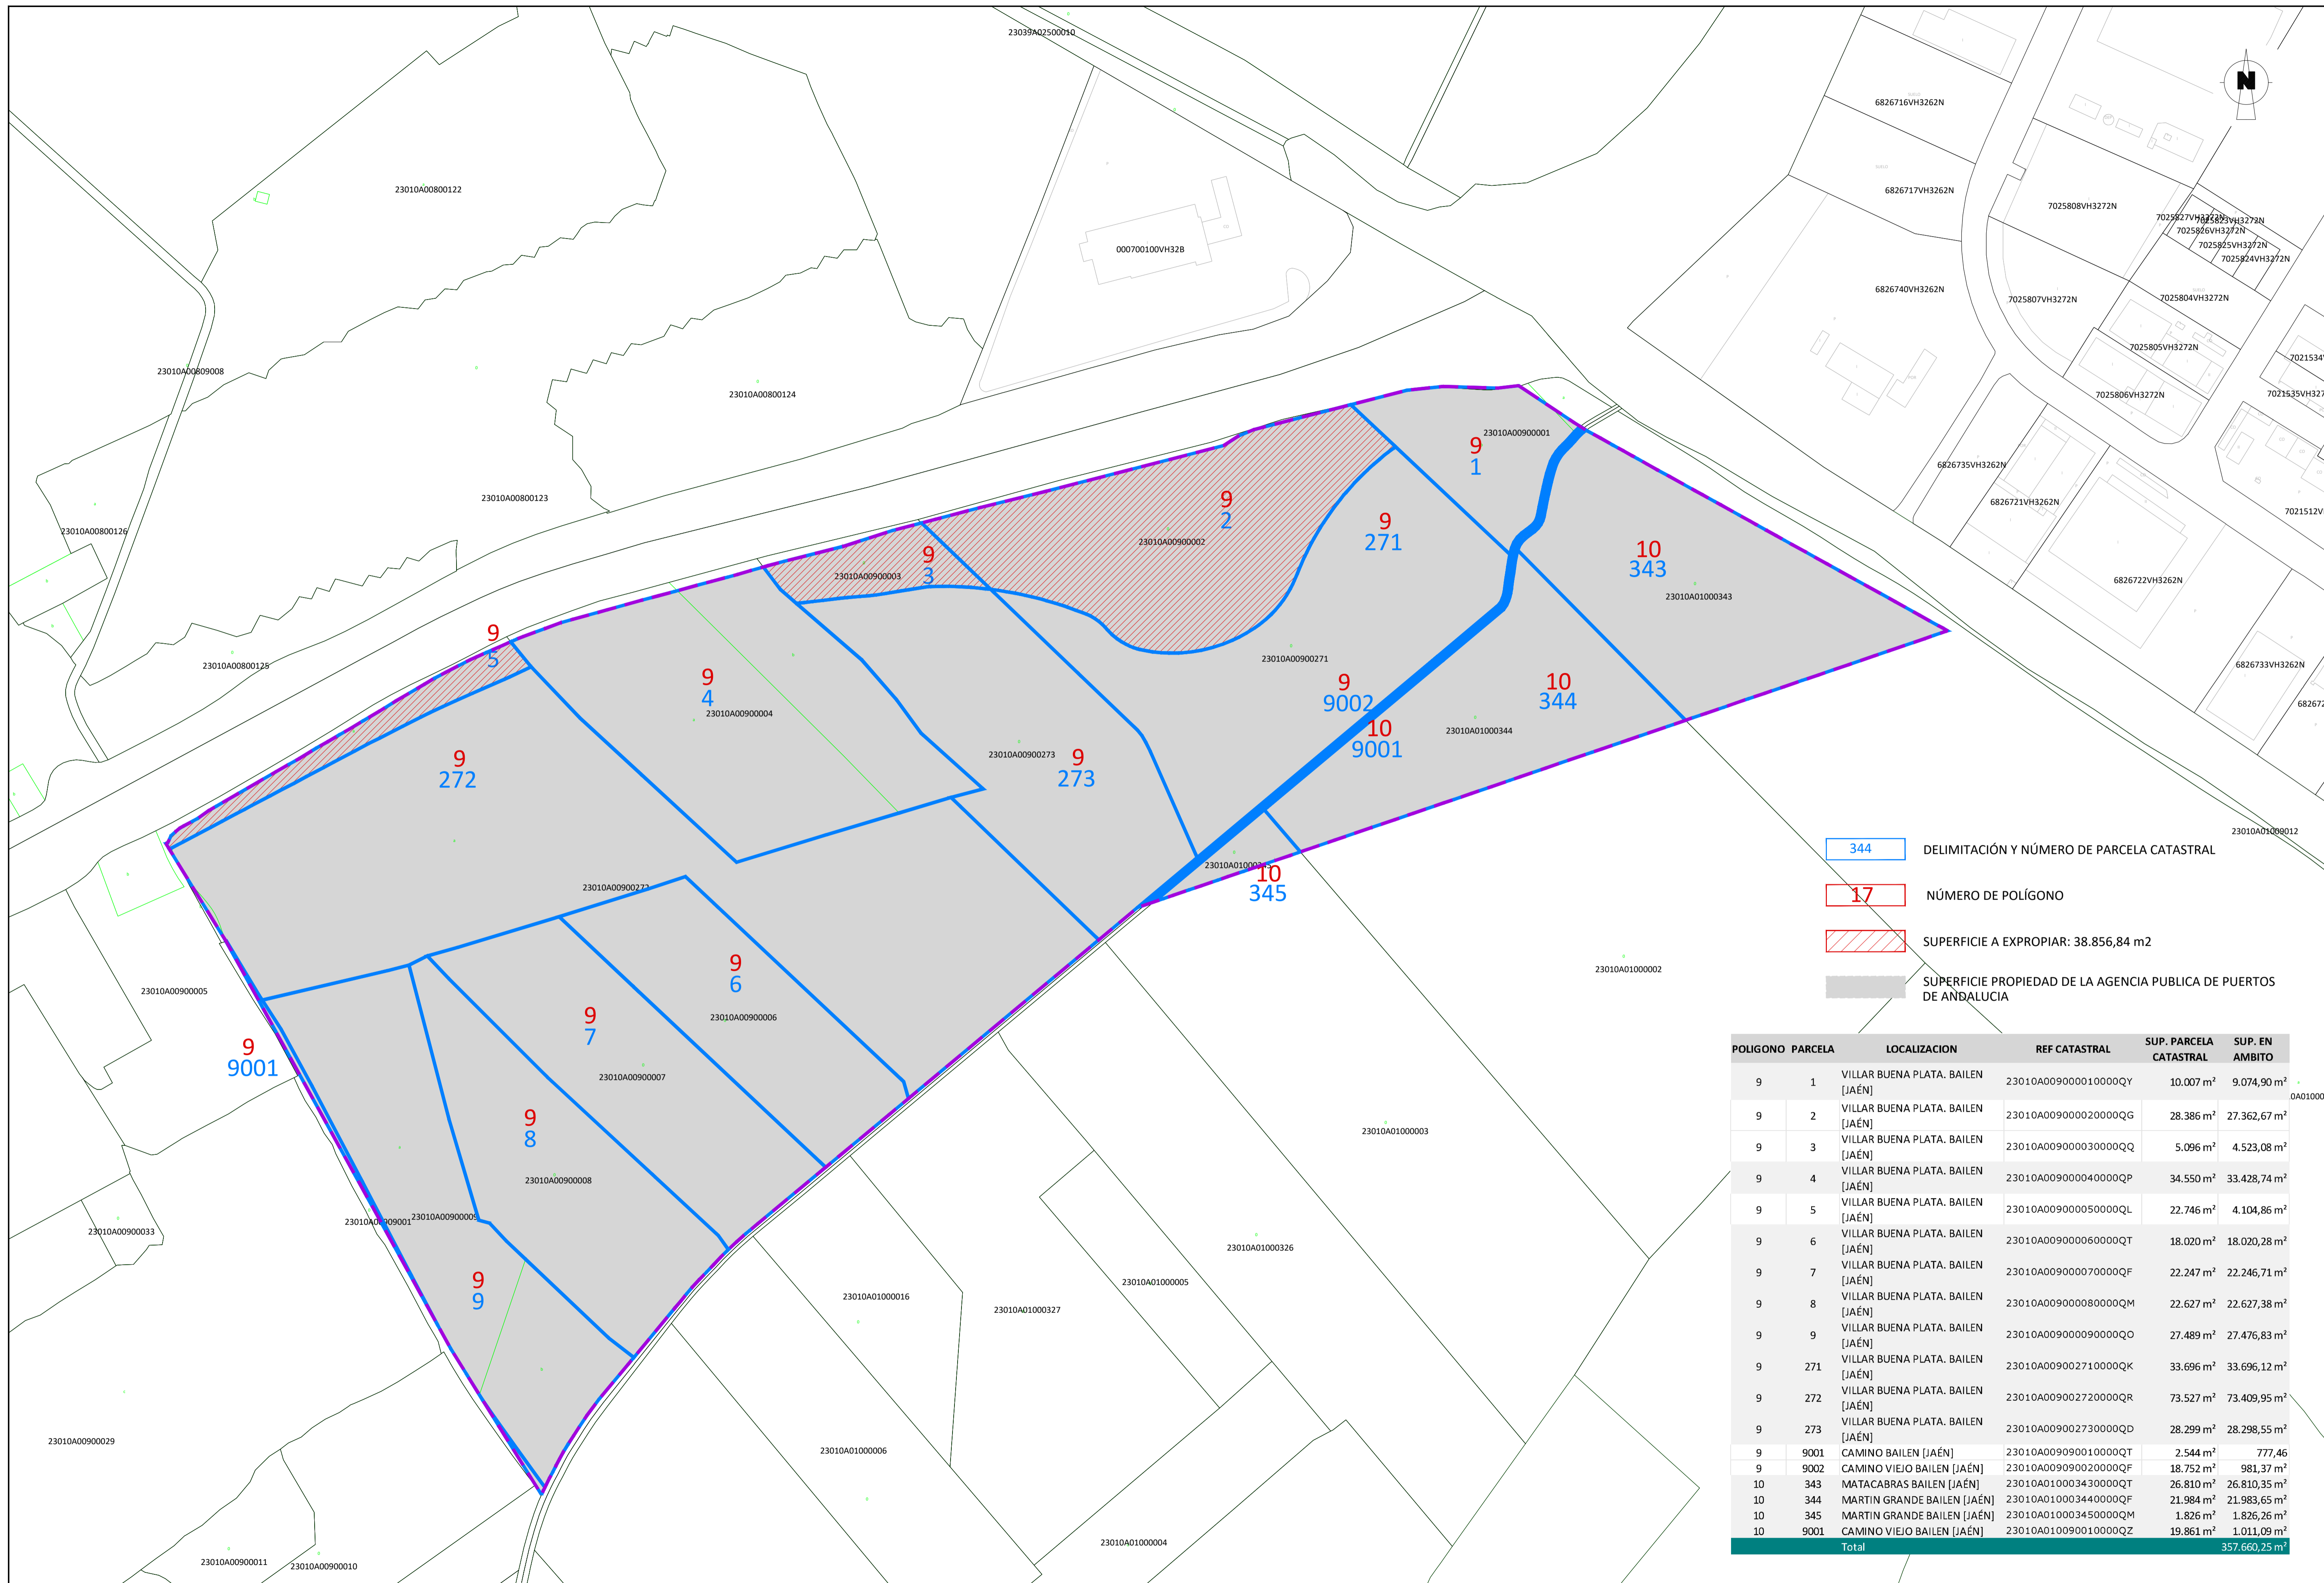 23039A02500010
N
6826716VH3262N
23010A00800122
6826717VH3262N
7025808VH3272N
7025827VH3272N
7025823VH3272N
7025826VH3272N
7025825VH3272N
7025824VH3272N
000700100VH32B
6826740VH3262N
7025807VH3272N
7025804VH3272N
7025805VH3272N
23010A00809008
23010A00800124
7025806VH3272N
23010A00900001
9
1
6826735VH3262N
23010A00800123
6826721VH3262N
9
2
23010A00800126
9
271
23010A00900002
10
343
9
3
23010A00900003
6826722VH3262N
23010A01000343
9
5
23010A00800125
23010A00900271
6826733VH3262N
9
4
23010A00900004
9
9002
10
344
10
9001
23010A01000344
9
272
23010A00900273
9
273
23010A01009012
23010A01000345
10
345
344
DELIMITACIÓN Y NÚMERO DE PARCELA CATASTRAL
17
NÚMERO DE POLÍGONO
SUPERFICIE A EXPROPIAR: 38.856,84 m2
SUPERFICIE PROPIEDAD DE LA AGENCIA PUBLICA DE PUERTOS
DE ANDALUCIA
23010A00900272
23010A00900005
9
6
23010A00900006
23010A01000002
9
9001
9
7
23010A00900007
9
8
23010A00900008
23010A01000003
23010A00900033
23010A00909001
23010A00900009
23010A01000326
9
9
23010A01000005
23010A01000016
23010A01000327
23010A00900029
23010A01000006
23010A01000004
23010A00900011
23010A00900010
POLIGONO PARCELA LOCALIZACION REF CATASTRAL SUP. PARCELA CATASTRAL SUP. EN AMBITO
9 1 VILLAR BUENA PLATA. BAILEN [JAÉN] 23010A009000010000QY 10.007 m² 9.074,90 m²
9 2 VILLAR BUENA PLATA. BAILEN [JAÉN] 23010A009000020000QG 28.386 m² 27.362,67 m²
9 3 VILLAR BUENA PLATA. BAILEN [JAÉN] 23010A009000030000QQ 5.096 m² 4.523,08 m²
9 4 VILLAR BUENA PLATA. BAILEN [JAÉN] 23010A009000040000QP 34.550 m² 33.428,74 m²
9 5 VILLAR BUENA PLATA. BAILEN [JAÉN] 23010A009000050000QL 22.746 m² 4.104,86 m²
9 6 VILLAR BUENA PLATA. BAILEN [JAÉN] 23010A009000060000QT 18.020 m² 18.020,28 m²
9 7 VILLAR BUENA PLATA. BAILEN [JAÉN] 23010A009000070000QF 22.247 m² 22.246,71 m²
9 8 VILLAR BUENA PLATA. BAILEN [JAÉN] 23010A009000080000QM 22.627 m² 22.627,38 m²
9 9 VILLAR BUENA PLATA. BAILEN [JAÉN] 23010A009000090000QO 27.489 m² 27.476,83 m²
9 271 VILLAR BUENA PLATA. BAILEN [JAÉN] 23010A009002710000QK 33.696 m² 33.696,12 m²
9 272 VILLAR BUENA PLATA. BAILEN [JAÉN] 23010A009002720000QR 73.527 m² 73.409,95 m²
9 273 VILLAR BUENA PLATA. BAILEN [JAÉN] 23010A009002730000QD 28.299 m² 28.298,55 m²
9 9001 CAMINO BAILEN [JAÉN] 23010A009090010000QT 2.544 m² 777,46
9 9002 CAMINO VIEJO BAILEN [JAÉN] 23010A009090020000QF 18.752 m² 981,37 m²
10 343 MATACABRAS BAILEN [JAÉN] 23010A010003430000QT 26.810 m² 26.810,35 m²
10 344 MARTIN GRANDE BAILEN [JAÉN] 23010A010003440000QF 21.984 m² 21.983,65 m²
10 345 MARTIN GRANDE BAILEN [JAÉN] 23010A010003450000QM 1.826 m² 1.826,26 m²
10 9001 CAMINO VIEJO BAILEN [JAÉN] 23010A010090010000QZ 19.861 m² 1.011,09 m²
Total 357.660,25 m²